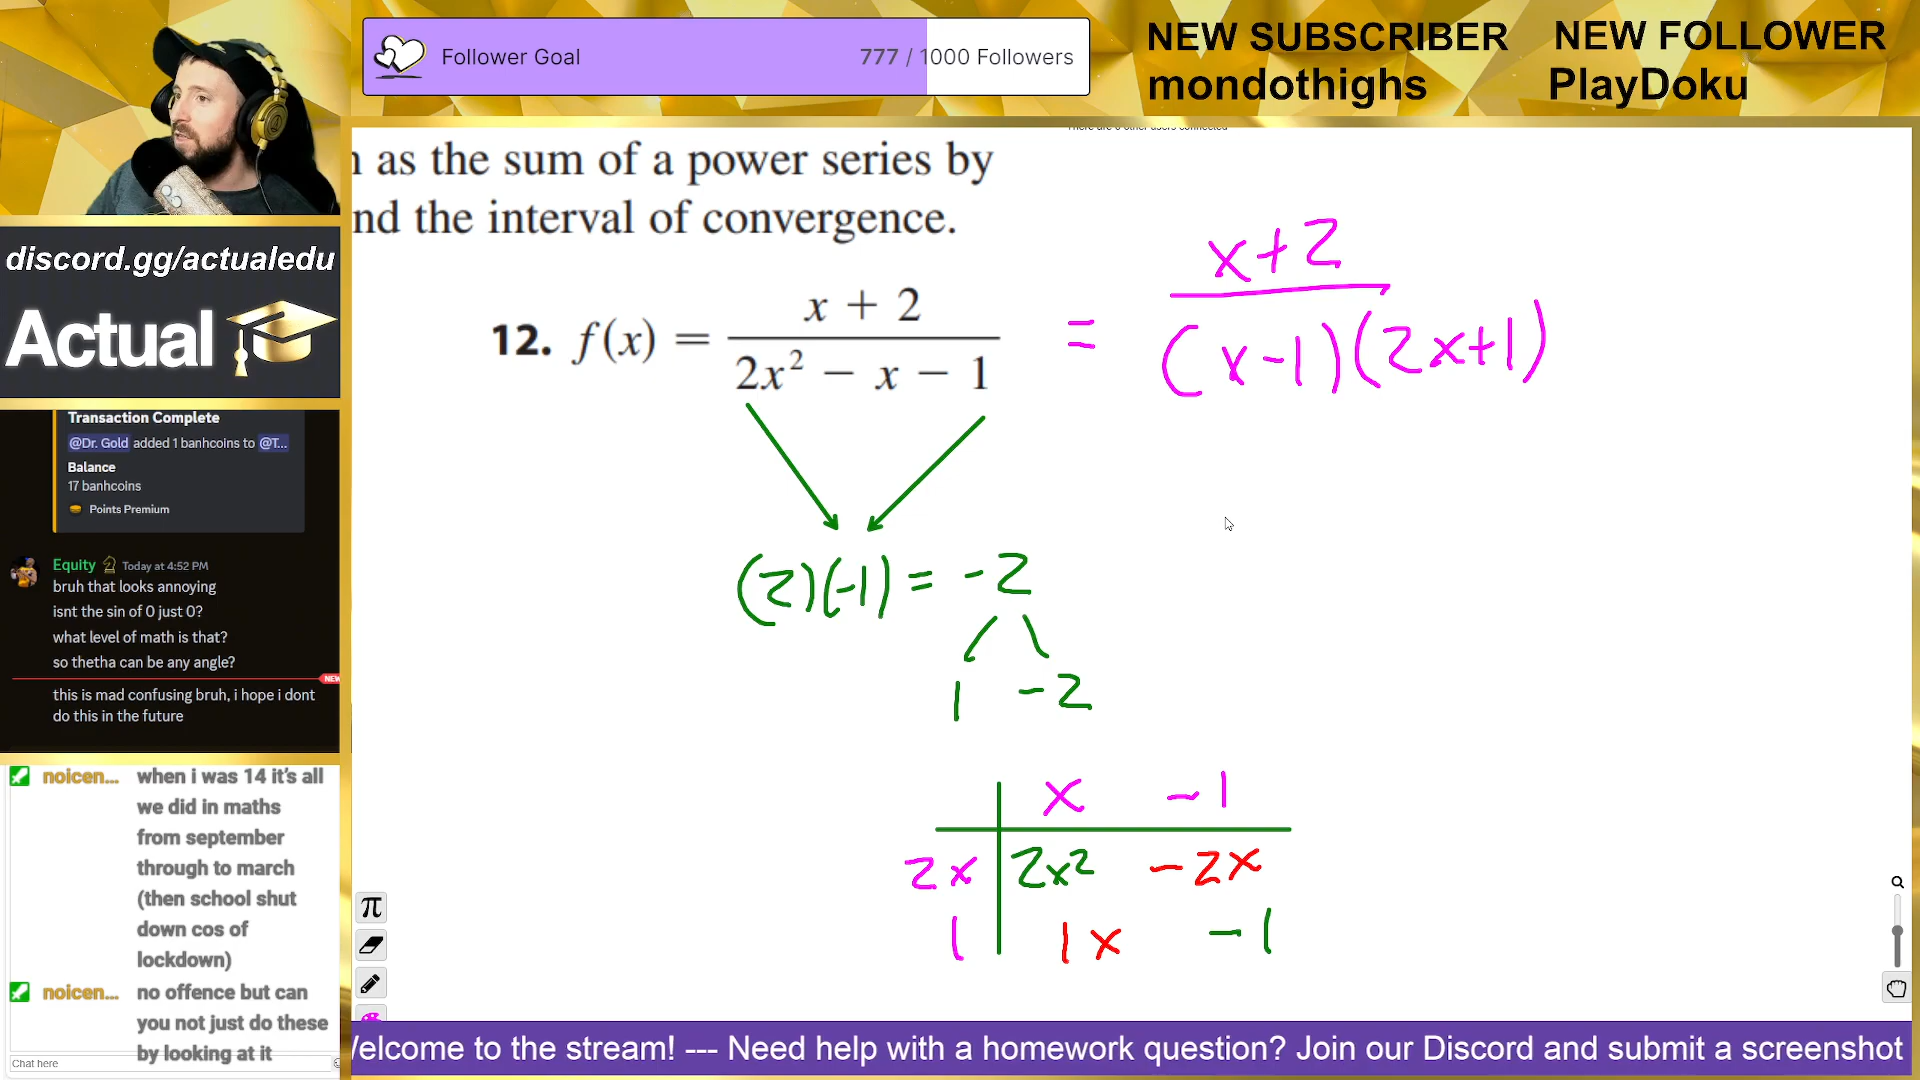 Follower Goal
777 / 1000 Followers
NEW SUBSCRIBER
mondothighs
NEW FOLLOWER
PlayDoku
discord.gg/actualedu
Actual
Transaction Complete
@Dr. Gold added 1 banhcoins to @T...
Balance
17 banhcoins
Points Premium
Equity Today at 4:52 PM
bruh that looks annoying
isnt the sin of 0 just 0?
what level of math is that?
so thetha can be any angle?
NEW
this is mad confusing bruh, i hope i dont
do this in the future
noicen... when i was 14 it's all
we did in maths
from september
through to march
(then school shut
down cos of
lockdown)
noicen... no offence but can
you not just do these
by looking at it
Chat here
as the sum of a power series by
nd the interval of convergence.
12. f(x) = \frac{x + 2}{2x² − x − 1} = \frac{x+2}{(x-1)(2x+1)}
(2)(-1) = -2
1 -2
x -1
2x 2x² -2x
1 1x -1
π
elcome to the stream! --- Need help with a homework question? Join our Discord and submit a screenshot